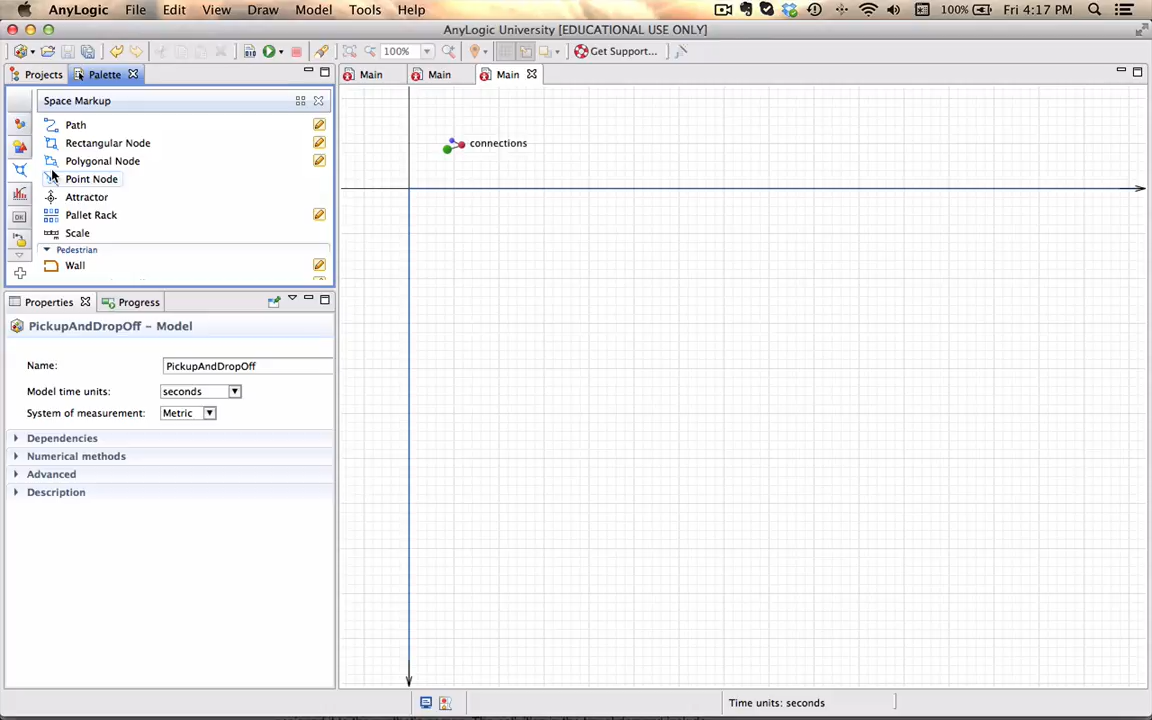 AnyLogic File Edit View Draw Model Tools Help 100% Fri 4:17 PM
AnyLogic University [EDUCATIONAL USE ONLY]
100% Get Support...
Projects Palette Main Main Main
Space Markup
Path
Rectangular Node
Polygonal Node
Point Node
Attractor
Pallet Rack
Scale
Pedestrian
Wall
OK
connections
Properties Progress
PickupAndDropOff - Model
Name: PickupAndDropOff
Model time units: seconds
System of measurement: Metric
Dependencies
Numerical methods
Advanced
Description
Time units: seconds